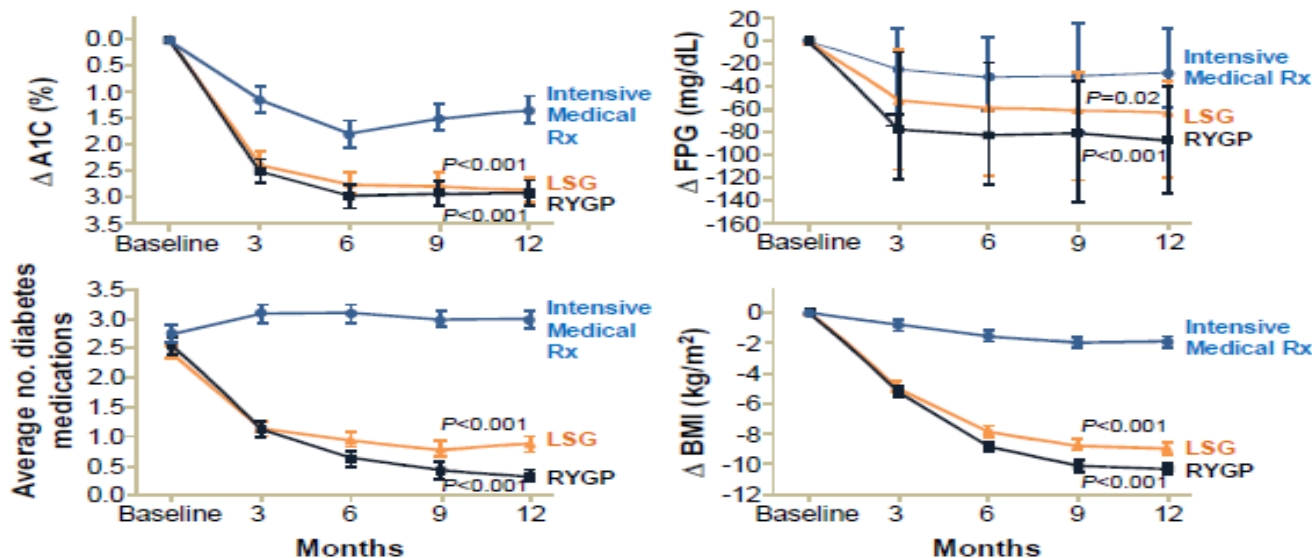 Δ A1C (%)
0.0
0.5
1.0
1.5
2.0
2.5
3.0
3.5
Baseline
3
6
9
12
Intensive
Medical
Rx
P<0.001
LSG
RYGP
P<0.001
Δ FPG (mg/dL)
20
0
-20
-40
-60
-80
-100
-120
-140
-160
Baseline
3
6
9
12
Intensive
Medical Rx
P=0.02
LSG
RYGP
P<0.001
Average no. diabetes
medications
3.5
3.0
2.5
2.0
1.5
1.0
0.5
0.0
Baseline
3
6
9
12
Months
Intensive
Medical
Rx
P<0.001
LSG
RYGP
P<0.001
Δ BMI (kg/m²)
0
-2
-4
-6
-8
-10
-12
Baseline
3
6
9
12
Months
Intensive
Medical Rx
P<0.001
LSG
RYGP
P<0.001